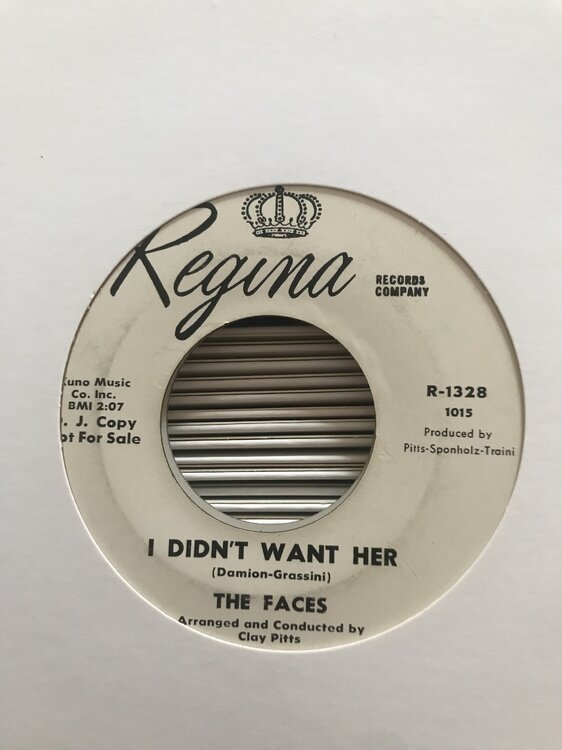 Regina
RECORDS
COMPANY
uno Music
Co. Inc.
BMI 2:07
. J. Copy
ot For Sale
R-1328
1015
Produced by
Pitts-Sponholz-Traini
I DIDN'T WANT HER
(Damion-Grassini)
THE FACES
Arranged and Conducted by
Clay Pitts